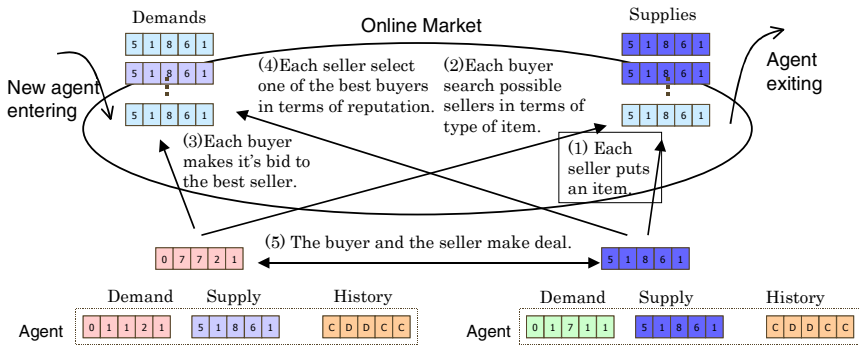 Demands
Online Market
Supplies
5 1 8 6 1
5 1 8 6 1
5 1 8 6 1
5 1 8 6 1
5 1 8 6 1
5 1 8 6 1
New agent
entering
Agent
exiting
(4)Each seller select
one of the best buyers
in terms of reputation.
(2)Each buyer
search possible
sellers in terms of
type of item.
(3)Each buyer
makes it's bid to
the best seller.
(1) Each
seller puts
an item.
(5) The buyer and the seller make deal.
0 7 7 2 1
5 1 8 6 1
Demand Supply History
Agent
0 1 1 2 1
5 1 8 6 1
C D D C C
Demand Supply History
Agent
0 1 7 1 1
5 1 8 6 1
C D D C C